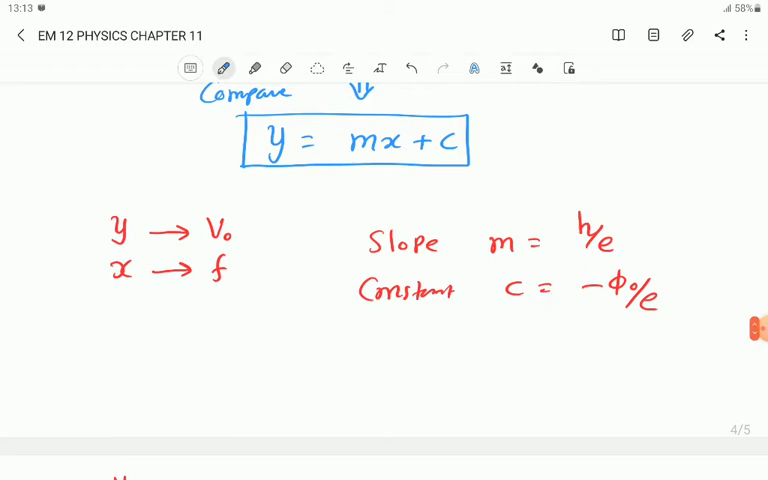 13:13
58%
EM 12 PHYSICS CHAPTER 11
Compare ⇓
y = mx + c
y → V₀
x → f
Slope m = h/e
Constant c = -ϕ₀/e
4/5